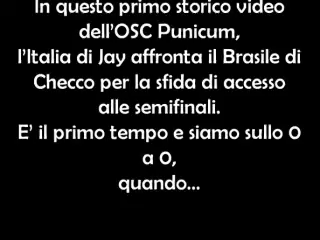 In questo primo storico video
dell'OSC Punicum,
l'Italia di Jay affronta il Brasile di
Checco per la sfida di accesso
alle semifinali.
E' il primo tempo e siamo sullo 0
a 0,
quando...